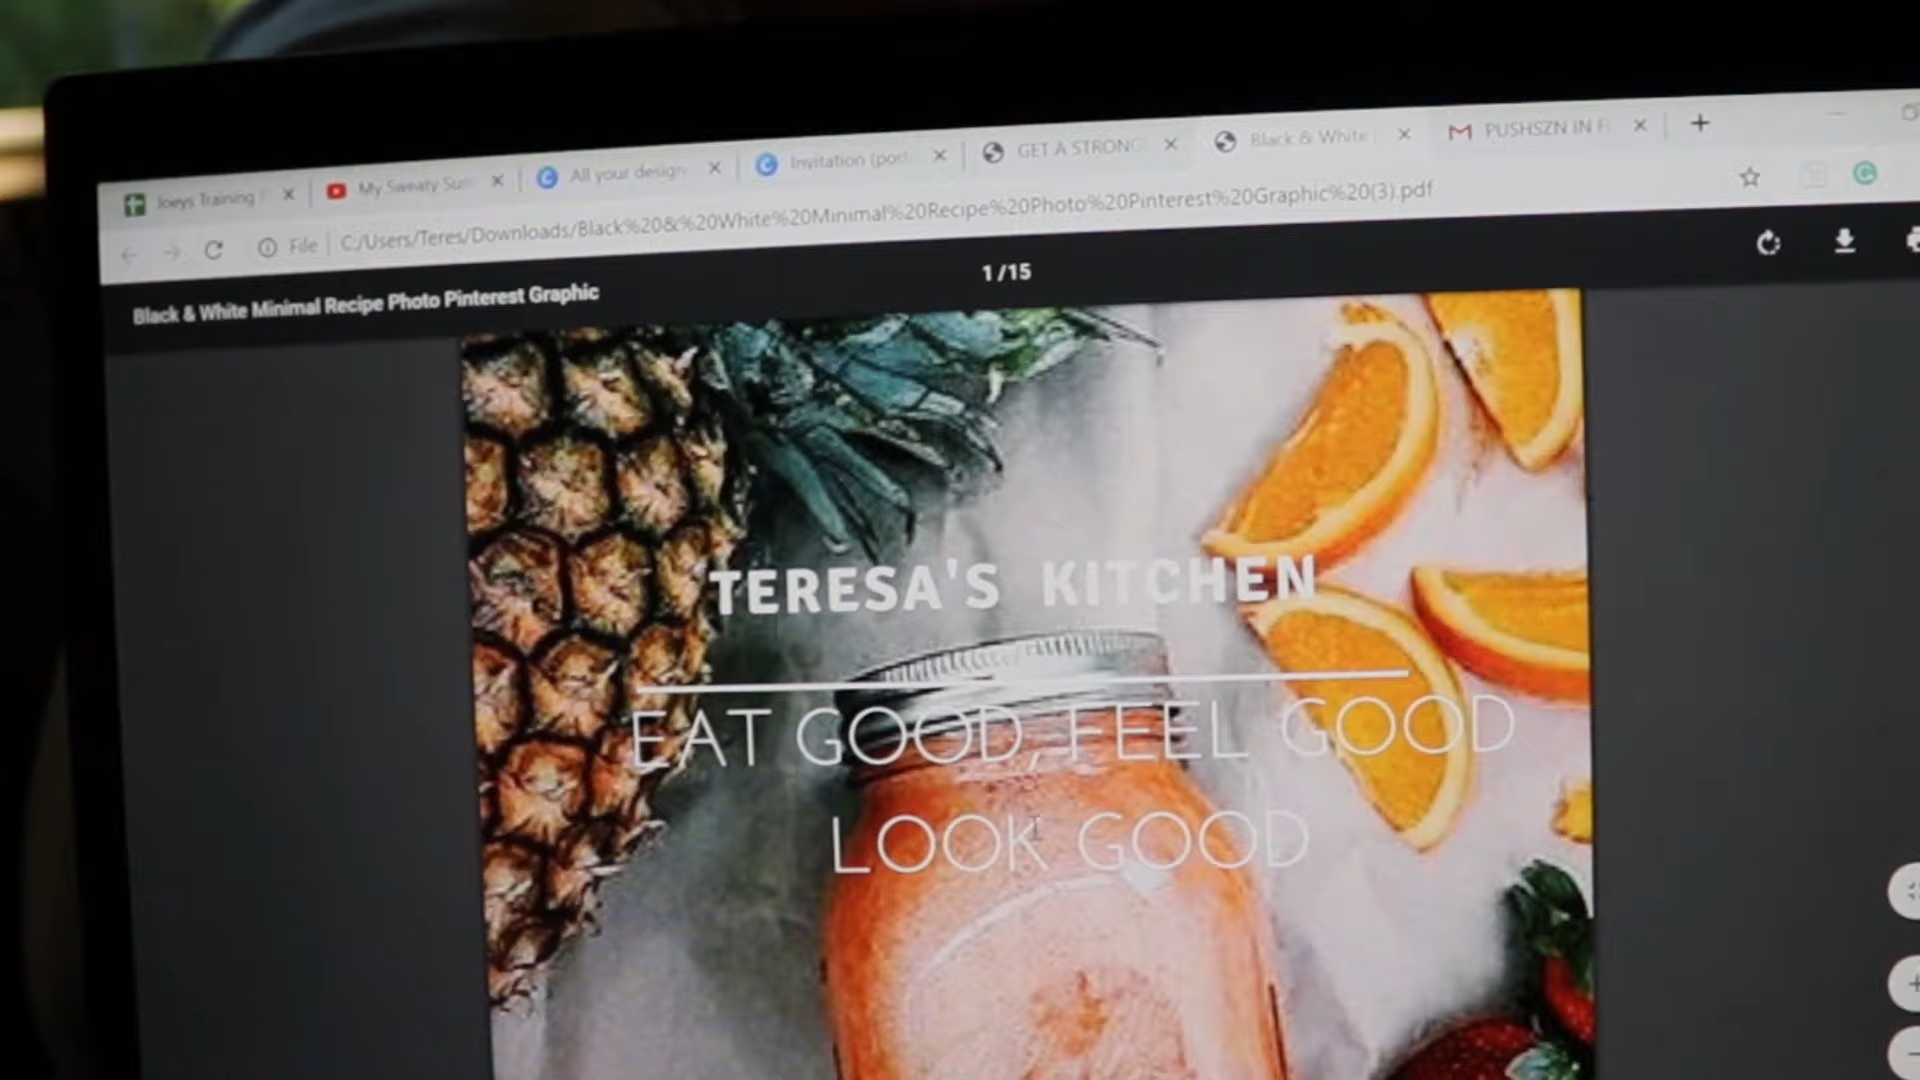 Joeys Training
My Sweaty Sum
All your design
Invitation (port
GET A STRONG
Black & White
PUSHSZN IN F
File
C:/Users/Teres/Downloads/Black%20&%20White%20Minimal%20Recipe%20Photo%20Pinterest%20Graphic%20(3).pdf
Black & White Minimal Recipe Photo Pinterest Graphic
1/15
TERESA'S KITCHEN
EAT GOOD, FEEL GOOD
LOOK GOOD